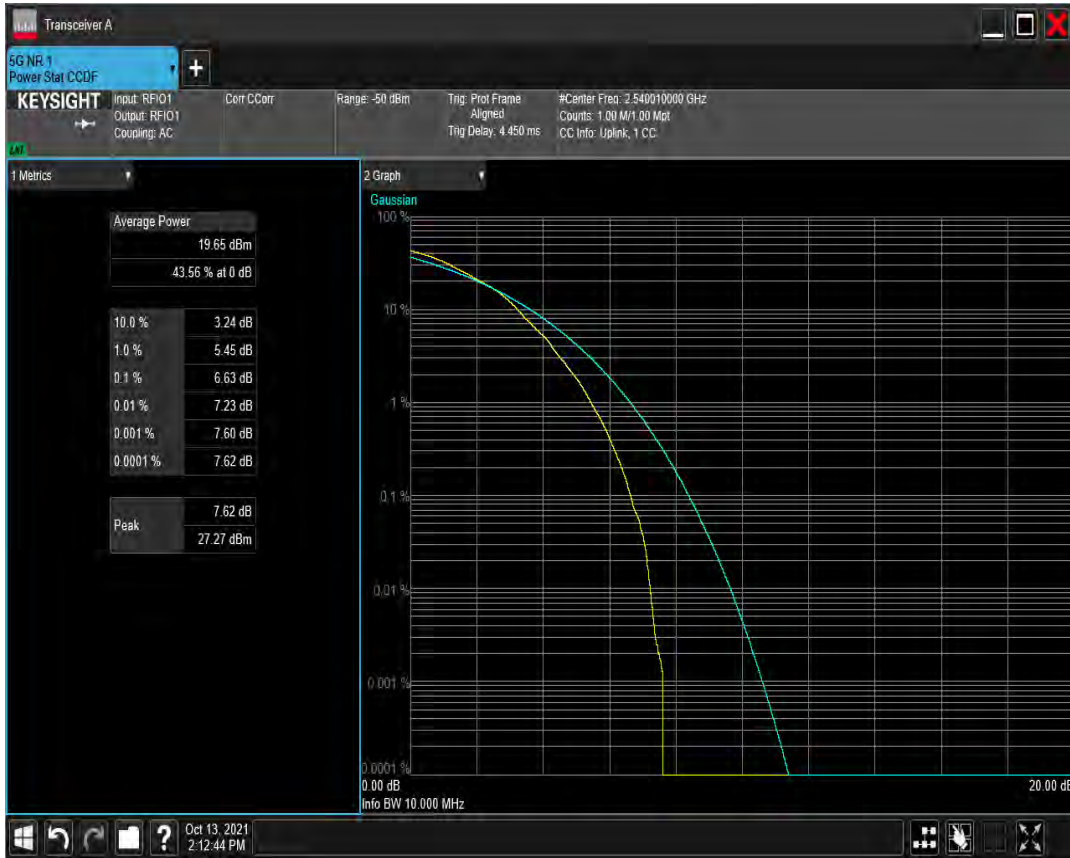 Transceiver A
5G NR 1
Power Stat CCDF
+
KEYSIGHT
Input: RFIO1
Output: RFIO1
Coupling: AC
Corr CCorr
Range: -50 dBm
Trig: Prot Frame
Aligned
Trig Delay: 4.450 ms
#Center Freq: 2.540010000 GHz
Counts: 1.00 M/1.00 Mpt
CC Info: Uplink, 1 CC
1 Metrics
Average Power
19.65 dBm
43.56 % at 0 dB
10.0 % 3.24 dB
1.0 % 5.45 dB
0.1 % 6.63 dB
0.01 % 7.23 dB
0.001 % 7.60 dB
0.0001 % 7.62 dB
Peak
7.62 dB
27.27 dBm
2 Graph
Gaussian
100 %
10 %
1 %
0.1 %
0.01 %
0.001 %
0.0001 %
0.00 dB
20.00 dB
Info BW 10.000 MHz
?
Oct 13, 2021
2:12:44 PM